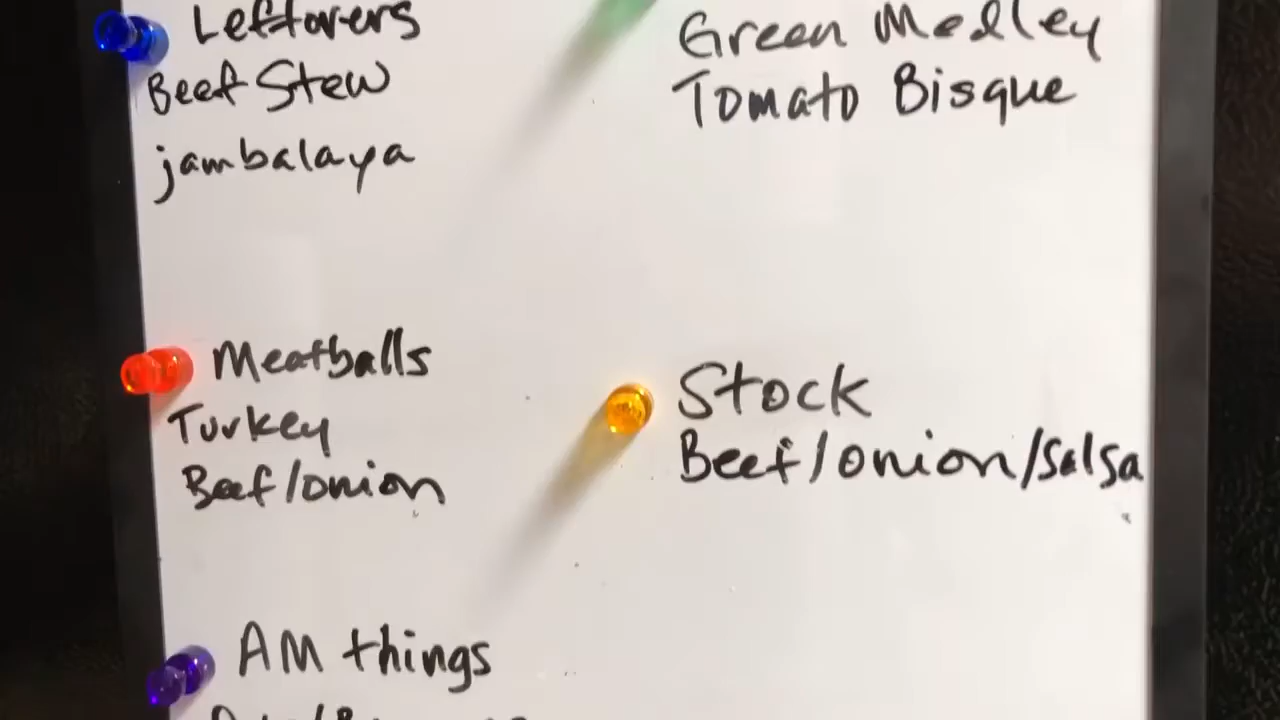 Leftovers
Beef Stew
jambalaya
Green Medley
Tomato Bisque
Meatballs
Turkey
Beef/onion
Stock
Beef/onion/salsa
AM things